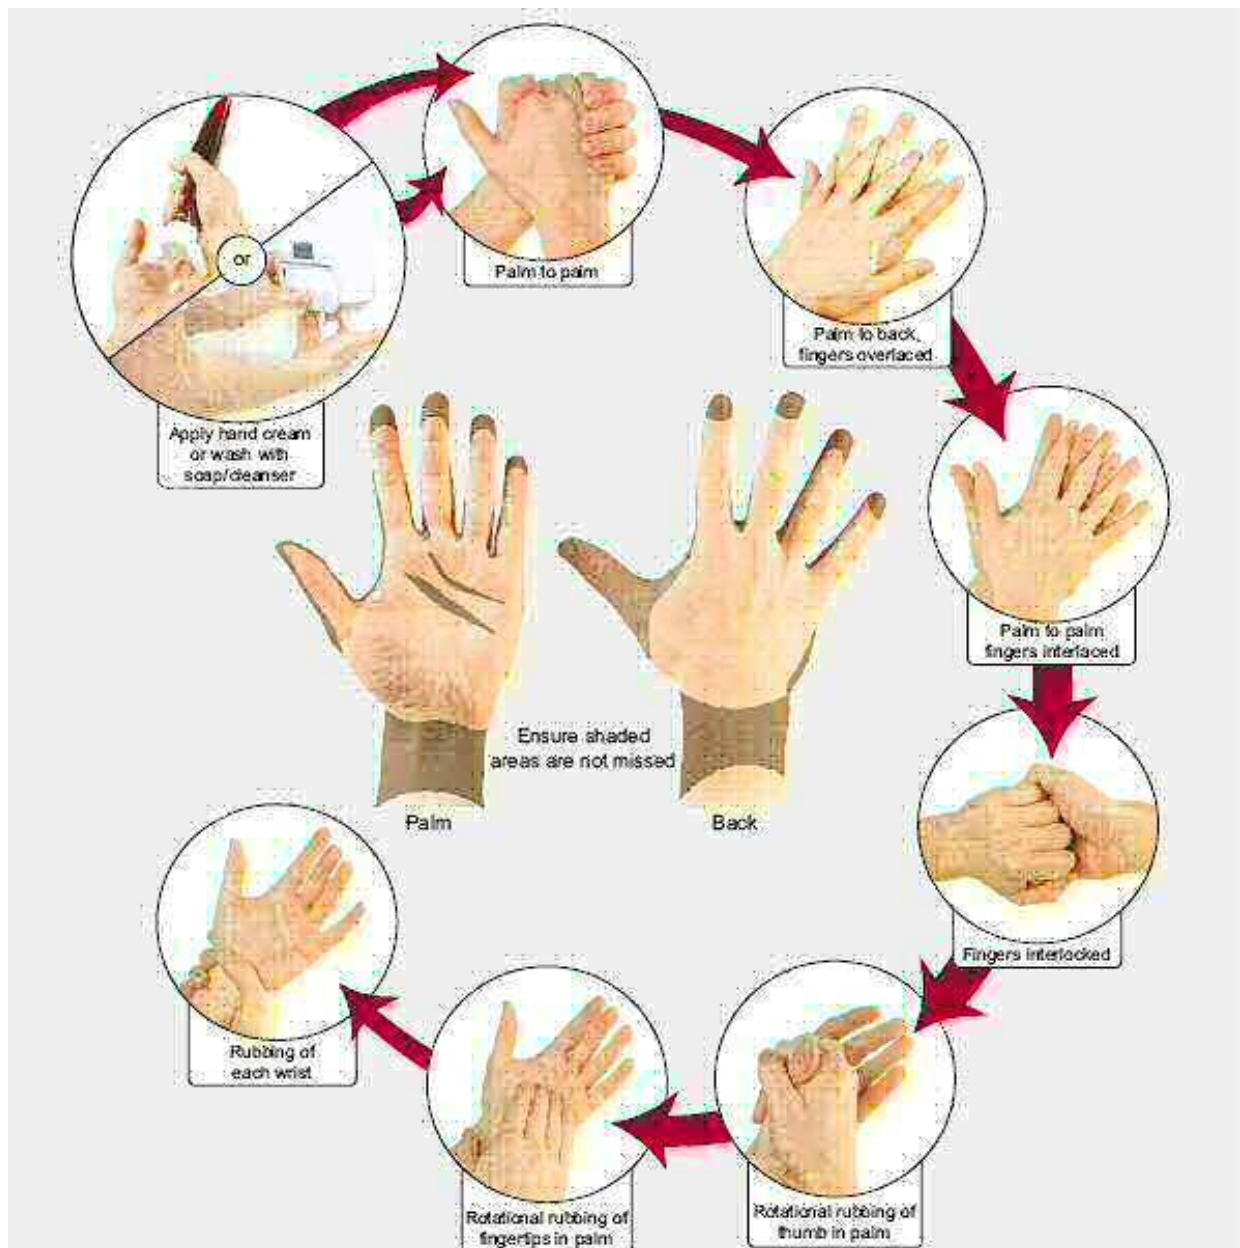 or
Apply hand cream
or wash with
soap/cleanser
Palm to palm
Palm to back,
fingers overlaced
Palm to palm
fingers interlaced
Fingers interlocked
Rotational rubbing of
thumb in palm
Rotational rubbing of
fingertips in palm
Rubbing of
each wrist
Ensure shaded
areas are not missed
Palm
Back